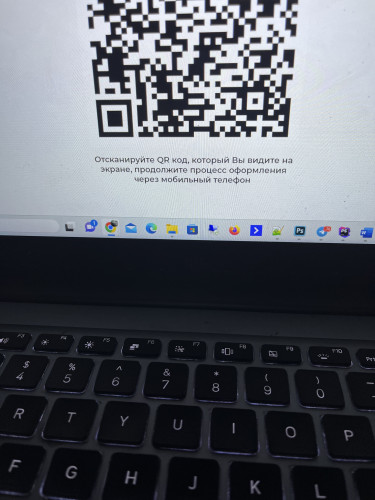 Отсканируйте QR код, который Вы видите на
экране, продолжите процесс оформления
через мобильный телефон
F3 F4 F5 F6 F7 F8 F9 F10
$ % ^ & * ( )
4 5 6 7 8 9 0
R T Y U I O P
F G H J K L